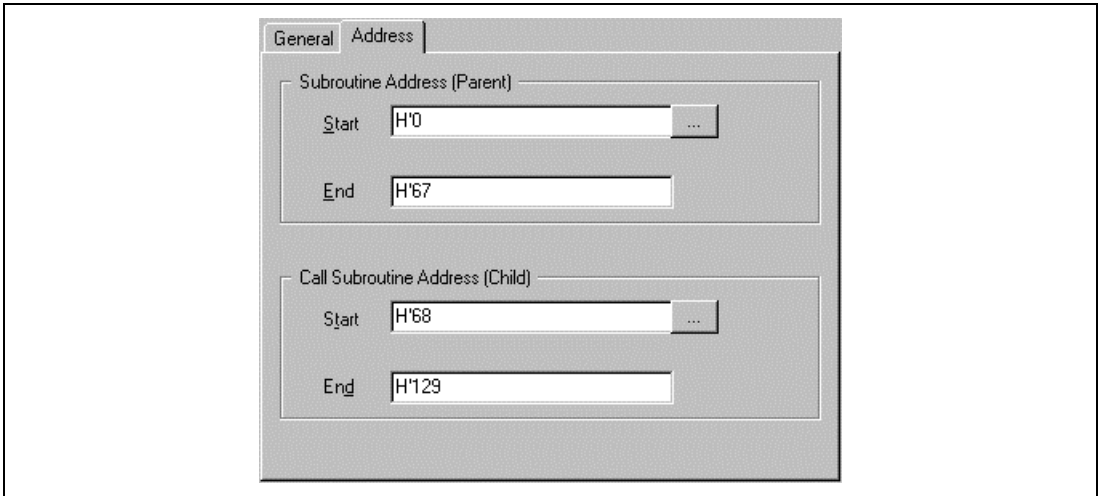 General Address
Subroutine Address (Parent)
Start H'0 ...
End H'67
Call Subroutine Address (Child)
Start H'68 ...
End H'129